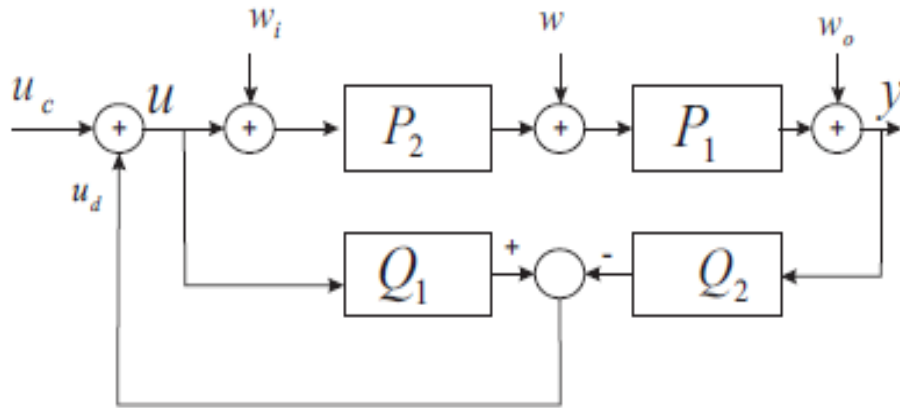 w_i w w_o
u_c + u + P_2 + P_1 + y
u_d
Q_1 + - Q_2